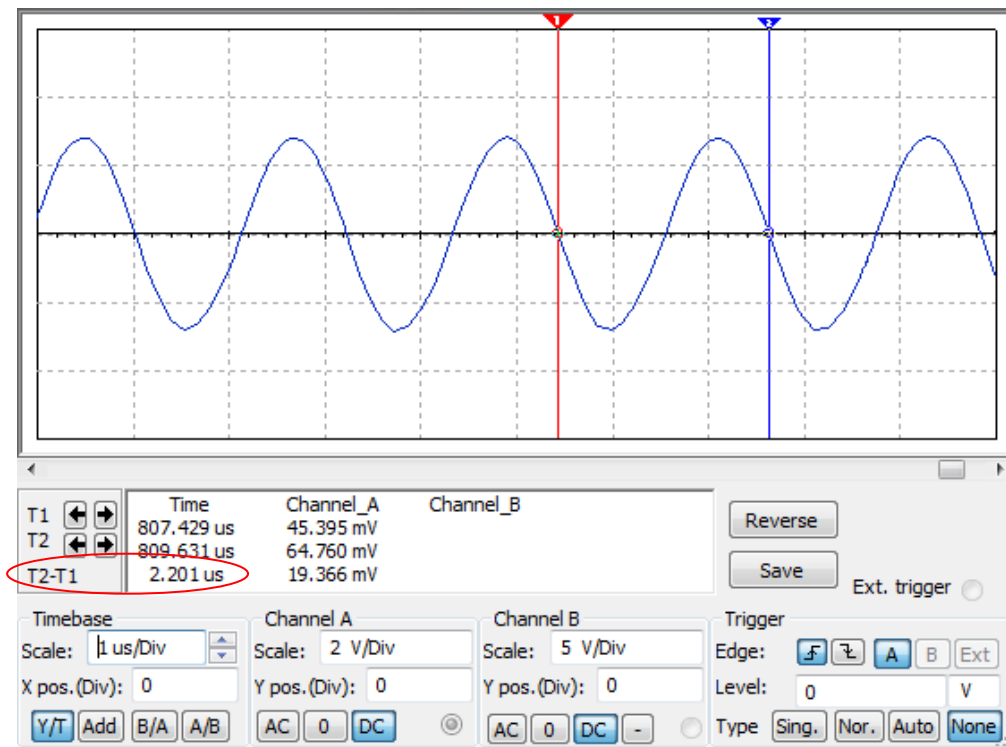 1 2
Time Channel_A Channel_B
T1 807.429 us 45.395 mV
T2 809.631 us 64.760 mV
T2-T1 2.201 us 19.366 mV
Reverse
Save
Ext. trigger
Timebase Channel A Channel B Trigger
Scale: 1 us/Div Scale: 2 V/Div Scale: 5 V/Div Edge: A B Ext
X pos.(Div): 0 Y pos.(Div): 0 Y pos.(Div): 0 Level: 0 V
Y/T Add B/A A/B AC 0 DC AC 0 DC - Type Sing. Nor. Auto None